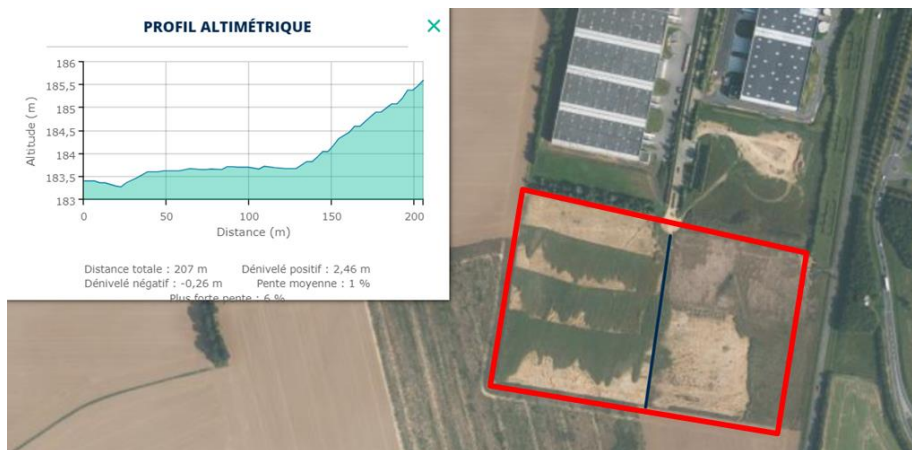 PROFIL ALTIMÉTRIQUE
×
186
185,5
185
184,5
184
183,5
183
Altitude (m)
0
50
100
150
200
Distance (m)
Distance totale : 207 m Dénivelé positif : 2,46 m
Dénivelé négatif : -0,26 m Pente moyenne : 1 %
Plus forte pente : 6 %